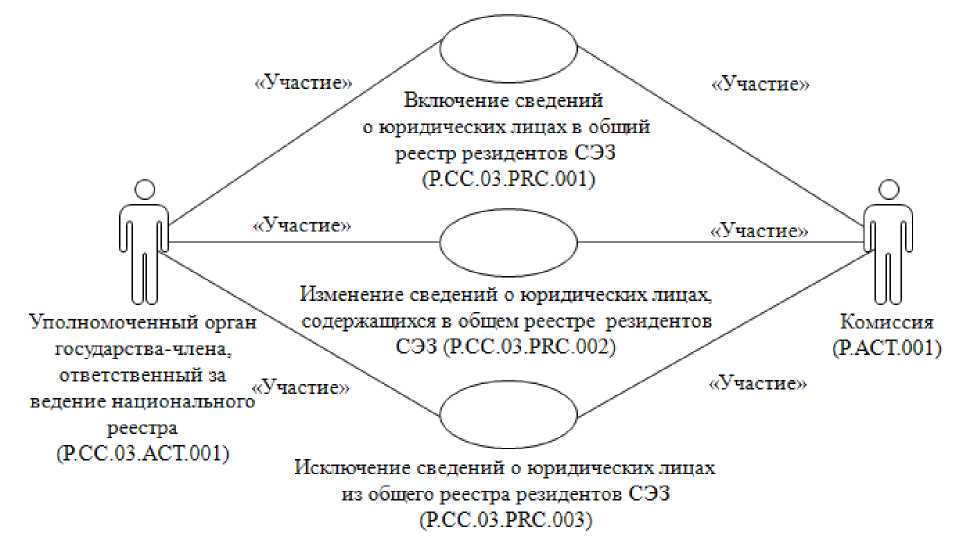 «Участие»
«Участие»
Включение сведений
о юридических лицах в общий
реестр резидентов СЭЗ
(P.CC.03.PRC.001)
«Участие»
«Участие»
Изменение сведений о юридических лицах,
содержащихся в общем реестре резидентов
СЭЗ (P.CC.03.PRC.002)
Уполномоченный орган
государства-члена,
ответственный за
ведение национального
реестра
(P.CC.03.ACT.001)
Комиссия
(P.ACT.001)
«Участие»
«Участие»
Исключение сведений о юридических лицах
из общего реестра резидентов СЭЗ
(P.CC.03.PRC.003)